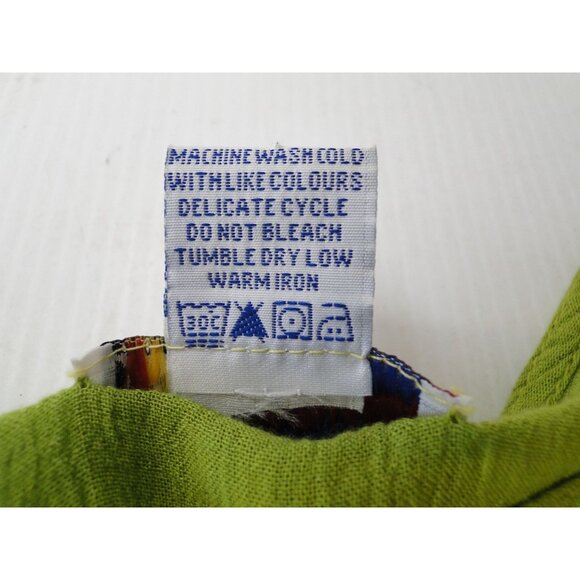 MACHINE WASH COLD
WITH LIKE COLOURS
DELICATE CYCLE
DO NOT BLEACH
TUMBLE DRY LOW
WARM IRON
30C